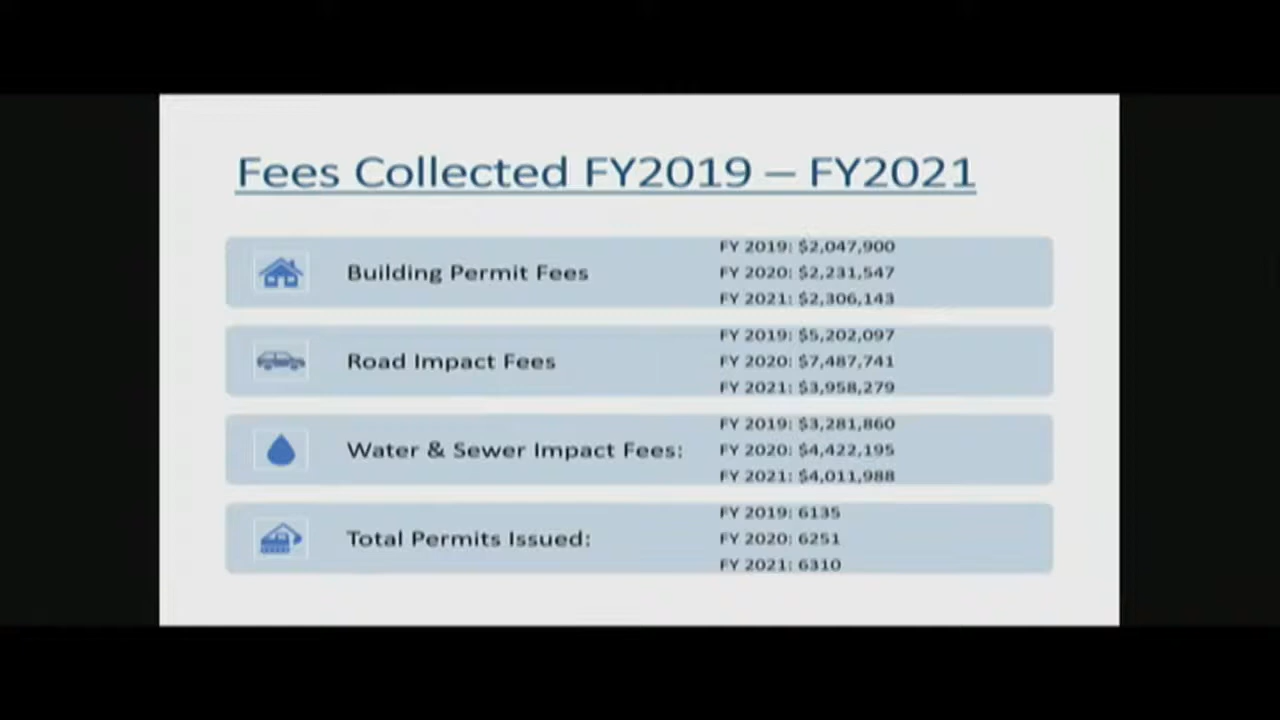 Fees Collected FY2019 – FY2021
Building Permit Fees
FY 2019: $2,047,900
FY 2020: $2,231,547
FY 2021: $2,306,143
Road Impact Fees
FY 2019: $5,202,097
FY 2020: $7,487,741
FY 2021: $3,958,279
Water & Sewer Impact Fees:
FY 2019: $3,281,860
FY 2020: $4,422,195
FY 2021: $4,011,988
Total Permits Issued:
FY 2019: 6135
FY 2020: 6251
FY 2021: 6310